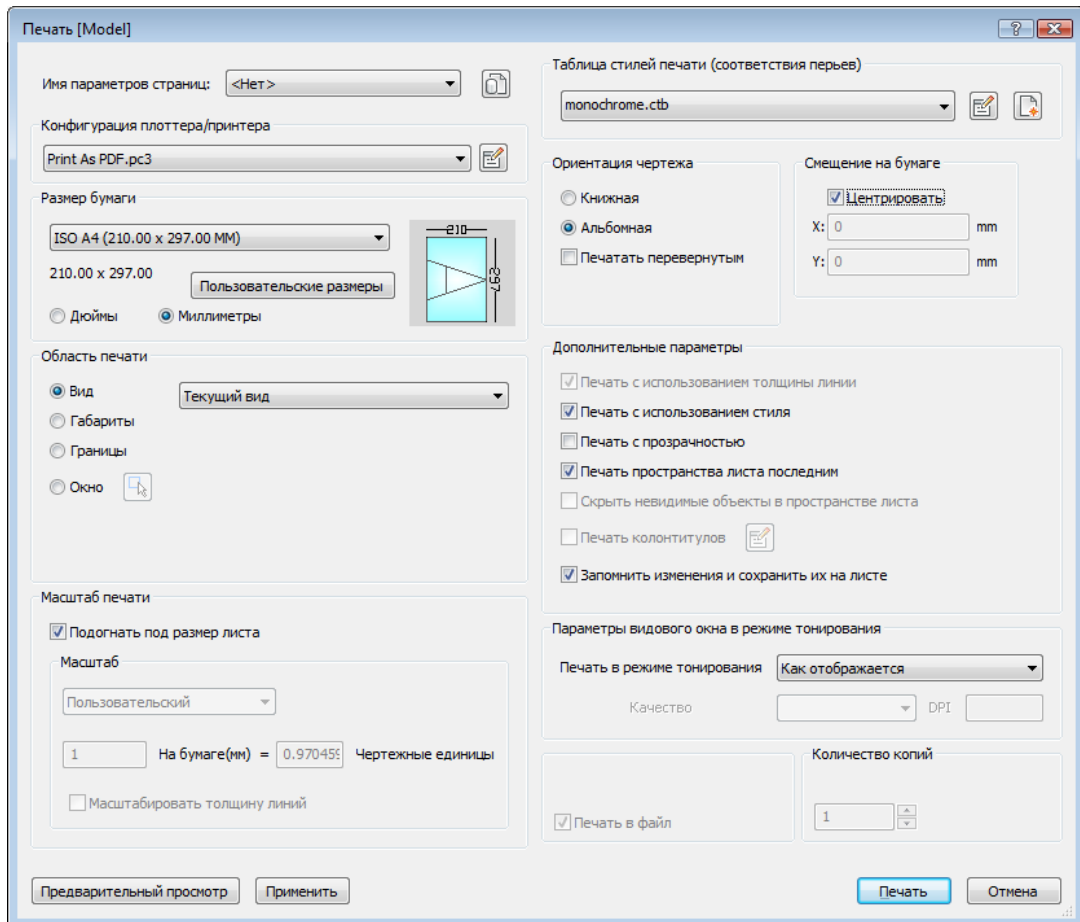 Печать [Model]
Имя параметров страниц: <Нет>
Конфигурация плоттера/принтера
Print As PDF.pc3
Размер бумаги
ISO A4 (210.00 x 297.00 MM)
210.00 x 297.00
Пользовательские размеры
Дюймы Миллиметры
210
297
Область печати
Вид Текущий вид
Габариты
Границы
Окно
Масштаб печати
Подогнать под размер листа
Масштаб
Пользовательский
1 На бумаге(мм) = 0.970459 Чертежные единицы
Масштабировать толщину линий
Таблица стилей печати (соответствия перьев)
monochrome.ctb
Ориентация чертежа
Книжная
Альбомная
Печатать перевернутым
Смещение на бумаге
Центрировать
X: 0 mm
Y: 0 mm
Дополнительные параметры
Печать с использованием толщины линии
Печать с использованием стиля
Печать с прозрачностью
Печать пространства листа последним
Скрыть невидимые объекты в пространстве листа
Печать колонтитулов
Запомнить изменения и сохранить их на листе
Параметры видового окна в режиме тонирования
Печать в режиме тонирования Как отображается
Качество DPI
Печать в файл
Количество копий
1
Предварительный просмотр Применить Печать Отмена